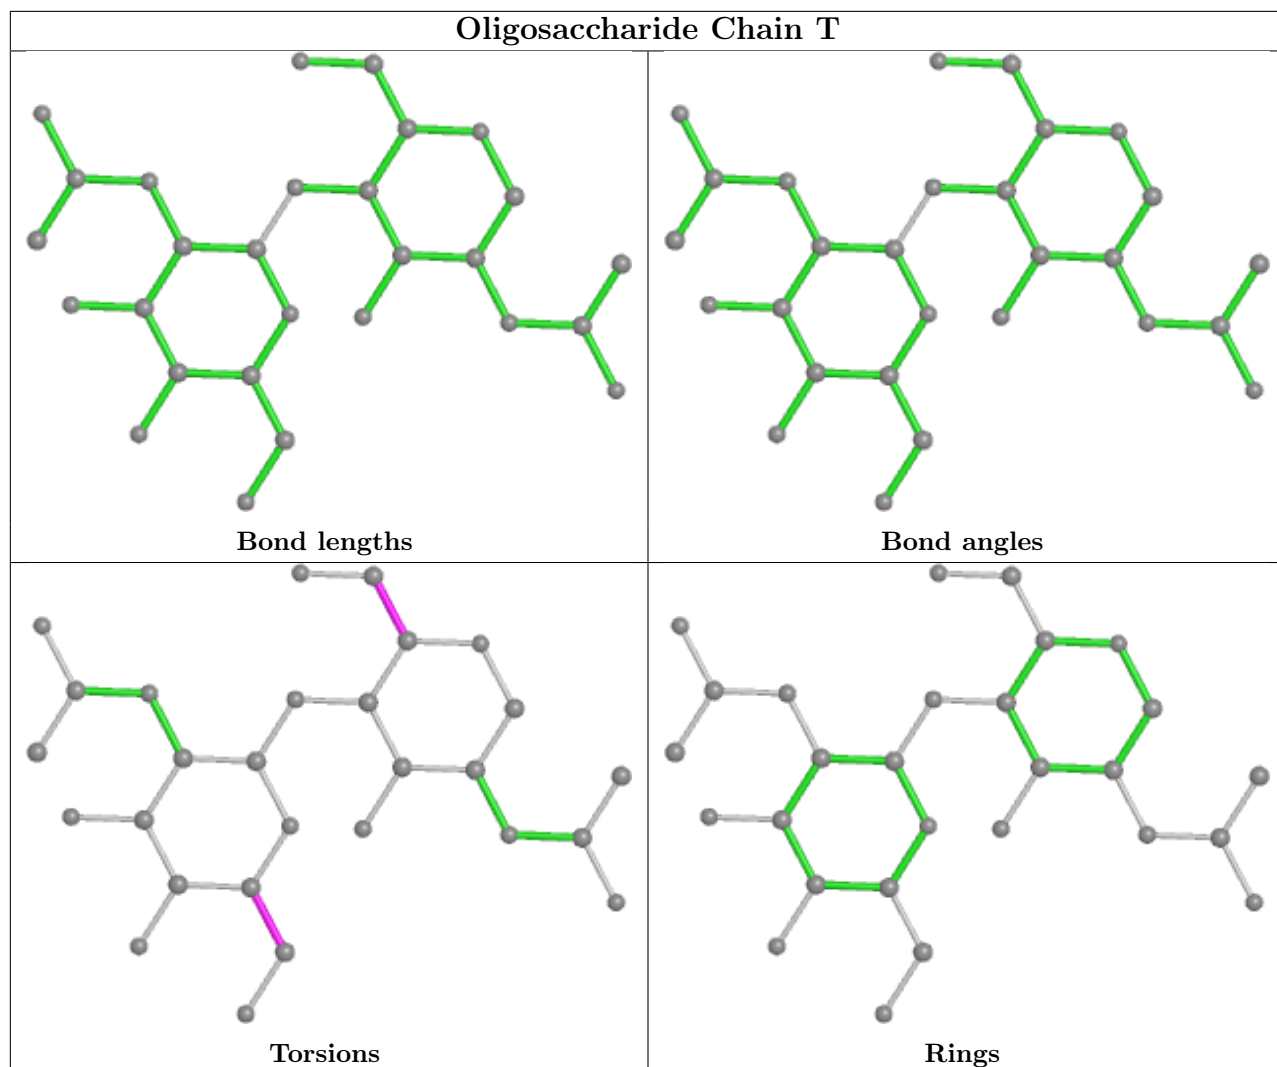 Oligosaccharide Chain T
Bond lengths
Bond angles
Torsions
Rings